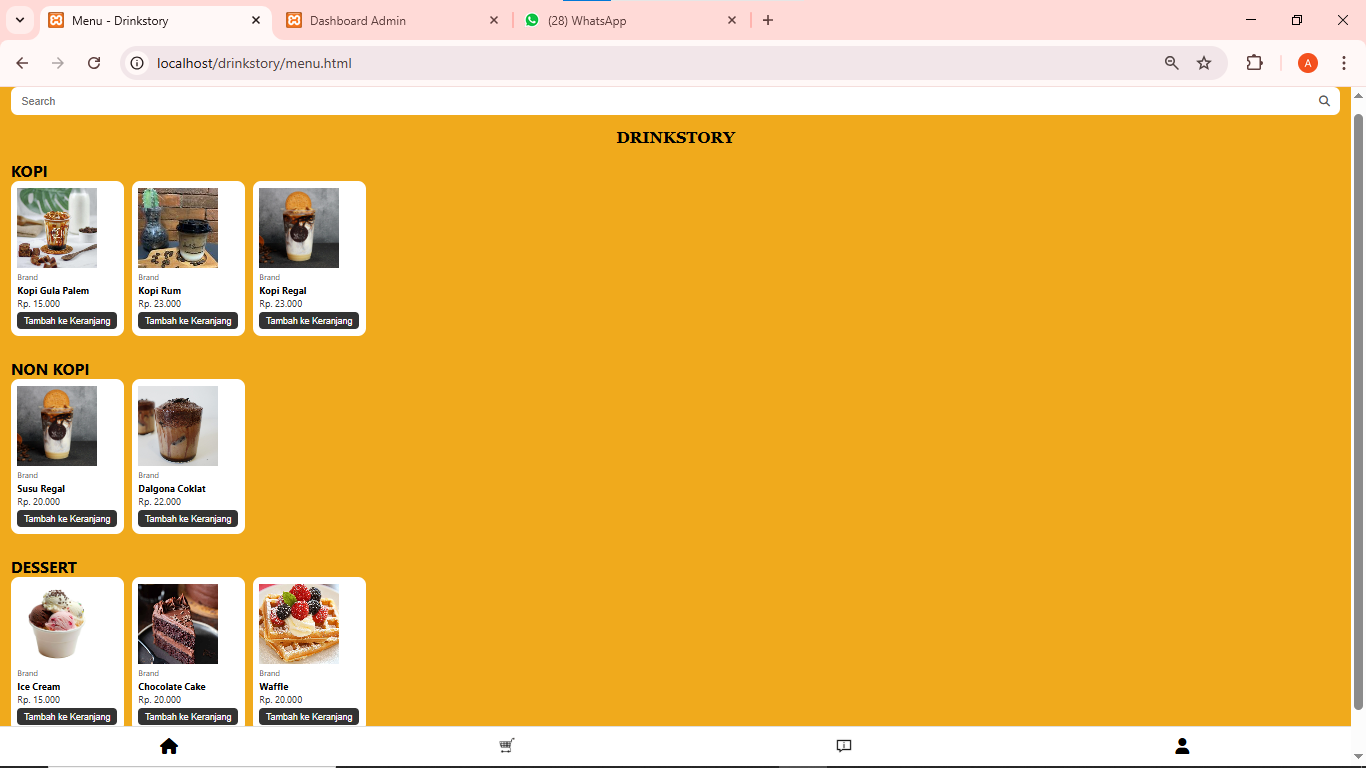 Menu - Drinkstory
Dashboard Admin
(28) WhatsApp
localhost/drinkstory/menu.html
A
Search
DRINKSTORY
KOPI
Brand Brand Brand
Kopi Gula Palem Kopi Rum Kopi Regal
Rp. 15.000 Rp. 23.000 Rp. 23.000
Tambah ke Keranjang Tambah ke Keranjang Tambah ke Keranjang
NON KOPI
Brand Brand
Susu Regal Dalgona Coklat
Rp. 20.000 Rp. 22.000
Tambah ke Keranjang Tambah ke Keranjang
DESSERT
Brand Brand Brand
Ice Cream Chocolate Cake Waffle
Rp. 15.000 Rp. 20.000 Rp. 20.000
Tambah ke Keranjang Tambah ke Keranjang Tambah ke Keranjang